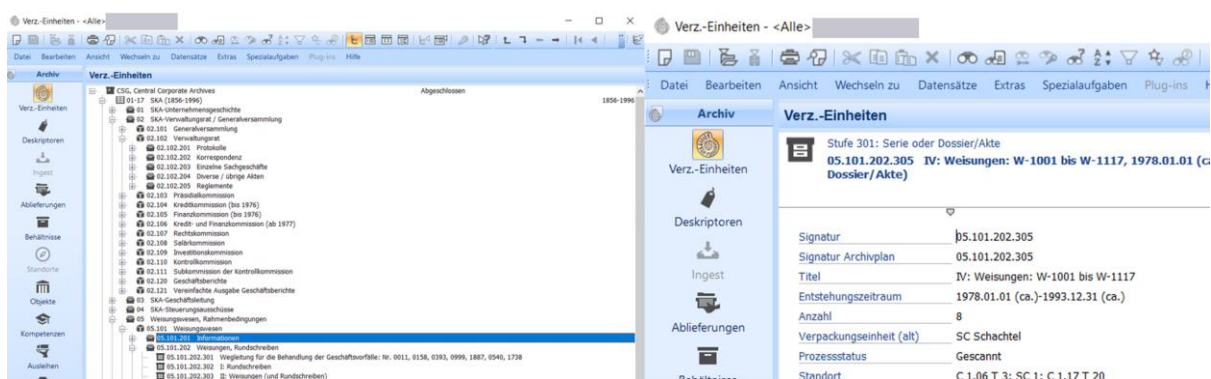 Verz.-Einheiten - <Alle>
Datei Bearbeiten Ansicht Wechseln zu Datensätze Extras Spezialaufgaben Plug-ins Hilfe
Archiv
Verz.-Einheiten
Deskriptoren
Ingest
Ablieferungen
Behältnisse
Standorte
Objekte
Kompetenzen
Ausleihen
Verz.-Einheiten
CSG, Central Corporate Archives Abgeschlossen
01-17 SKA (1856-1996) 1856-1996
01 SKA-Unternehmensgeschichte
02 SKA-Verwaltungsrat / Generalversammlung
02.101 Generalversammlung
02.102 Verwaltungsrat
02.102.201 Protokolle
02.102.202 Korrespondenz
02.102.203 Einzelne Sachgeschäfte
02.102.204 Diverse / übrige Akten
02.102.205 Reglemente
02.103 Präsidialkommission
02.104 Kreditkommission (bis 1976)
02.105 Finanzkommission (bis 1976)
02.106 Kredit- und Finanzkommission (ab 1977)
02.107 Rechtskommission
02.108 Salärkommission
02.109 Investitionskommission
02.110 Kontrollkommission
02.111 Subkommission der Kontrollkommission
02.120 Geschäftsberichte
02.121 Vereinfachte Ausgabe Geschäftsberichte
03 SKA-Geschäftsleitung
04 SKA-Steuerungsausschüsse
05 Weisungswesen, Rahmenbedingungen
05.101 Weisungswesen
05.101.201 Informationen
05.101.202 Weisungen, Rundschreiben
05.101.202.301 Wegleitung für die Behandlung der Geschäftsvorfälle: Nr. 0011, 0158, 0393, 0999, 1887, 0540, 1738
05.101.202.302 I: Rundschreiben
05.101.202.303 II: Weisungen (und Rundschreiben)
Verz.-Einheiten - <Alle>
Datei Bearbeiten Ansicht Wechseln zu Datensätze Extras Spezialaufgaben Plug-ins H
Archiv
Verz.-Einheiten
Deskriptoren
Ingest
Ablieferungen
Behältnisse
Verz.-Einheiten
Stufe 301: Serie oder Dossier/Akte
05.101.202.305 IV: Weisungen: W-1001 bis W-1117, 1978.01.01 (ca
Dossier/Akte)
Signatur 05.101.202.305
Signatur Archivplan 05.101.202.305
Titel IV: Weisungen: W-1001 bis W-1117
Entstehungszeitraum 1978.01.01 (ca.)-1993.12.31 (ca.)
Anzahl 8
Verpackungseinheit (alt) SC Schachtel
Prozessstatus Gescannt
Standort C 1.06 T 3; SC 1; C 1.17 T 20